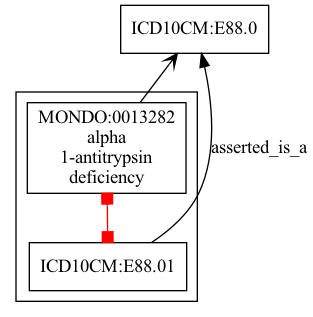 ICD10CM:E88.0
MONDO:0013282
alpha
1-antitrypsin
deficiency
asserted_is_a
ICD10CM:E88.01